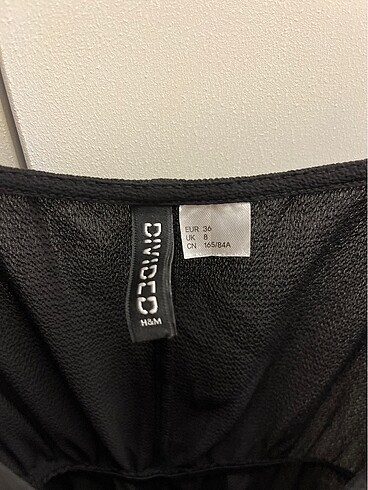 DIVIDED
H&M
EUR 36
UK 8
CN 165/84A